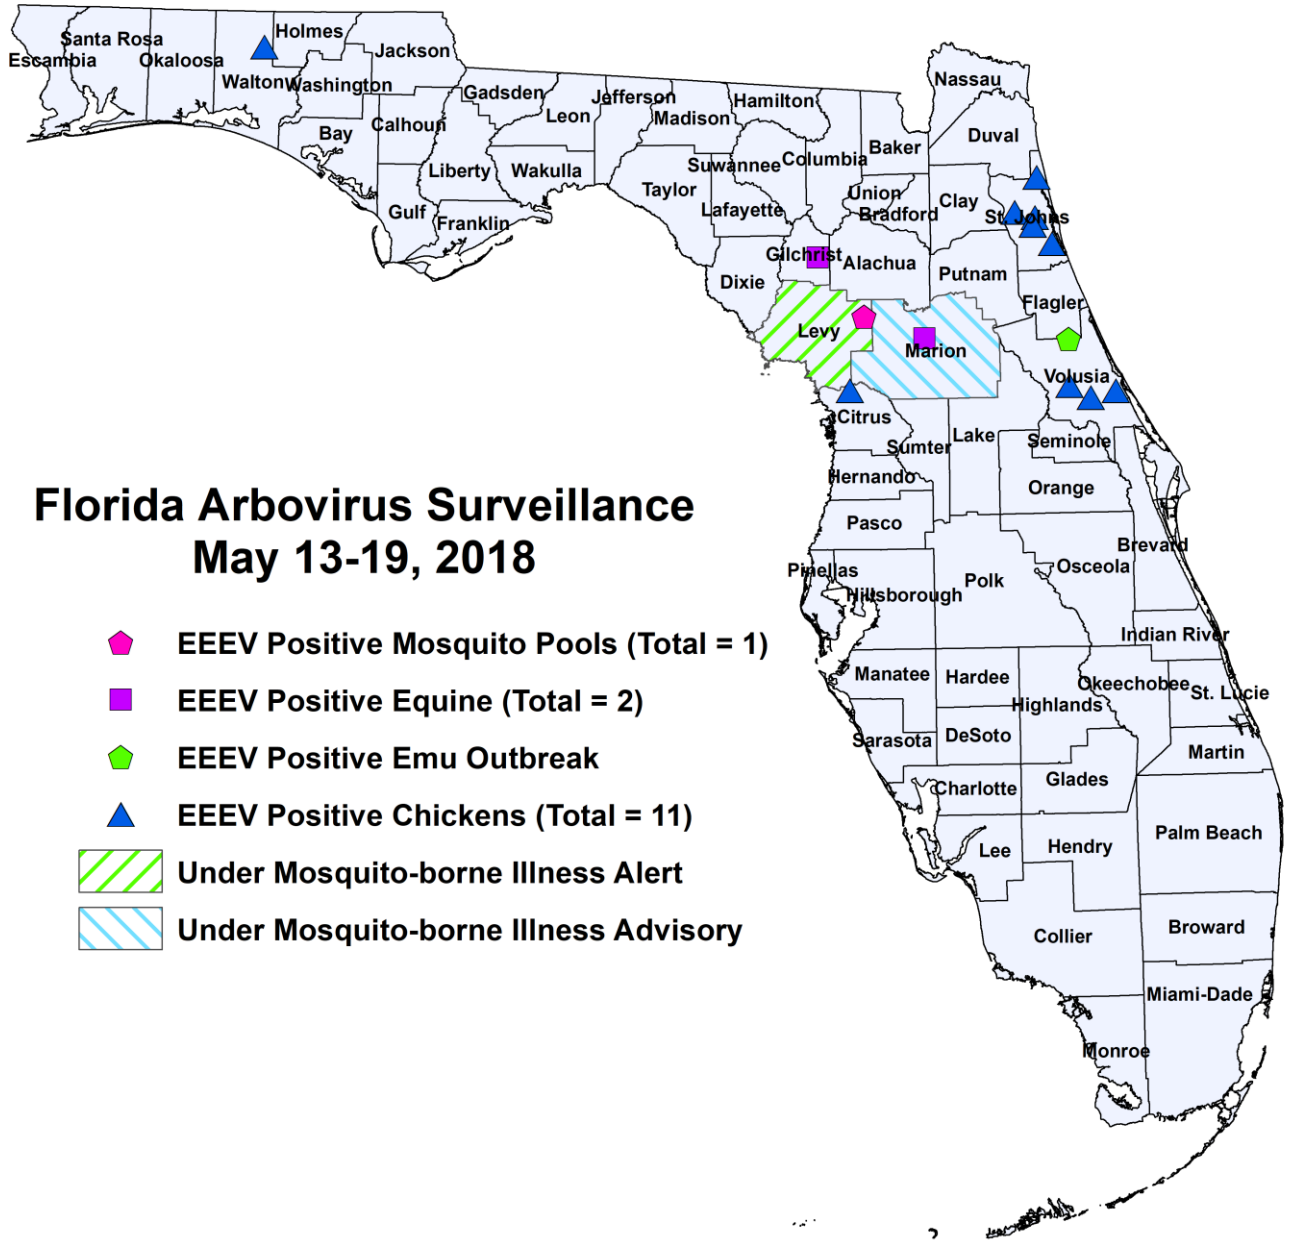 Holmes
Santa Rosa
Jackson
Escambia
Okaloosa
Walton
Washington
Gadsden
Jefferson
Hamilton
Nassau
Leon
Madison
Calhoun
Bay
Duval
Baker
Columbia
Suwannee
Liberty
Wakulla
Taylor
Union
Clay
Lafayette
Bradford
St. Johns
Gulf
Franklin
Gilchrist
Alachua
Putnam
Dixie
Flagler
Levy
Marion
Volusia
Citrus
Lake
Seminole
Sumter
Hernando
Orange
Florida Arbovirus Surveillance
May 13-19, 2018
Pasco
Brevard
Osceola
Pinellas
Polk
Hillsborough
Indian River
EEEV Positive Mosquito Pools (Total = 1)
Manatee
Hardee
Okeechobee
St. Lucie
Highlands
EEEV Positive Equine (Total = 2)
Sarasota
DeSoto
Martin
EEEV Positive Emu Outbreak
Glades
Charlotte
EEEV Positive Chickens (Total = 11)
Palm Beach
Lee
Hendry
Under Mosquito-borne Illness Alert
Broward
Under Mosquito-borne Illness Advisory
Collier
Miami-Dade
Monroe